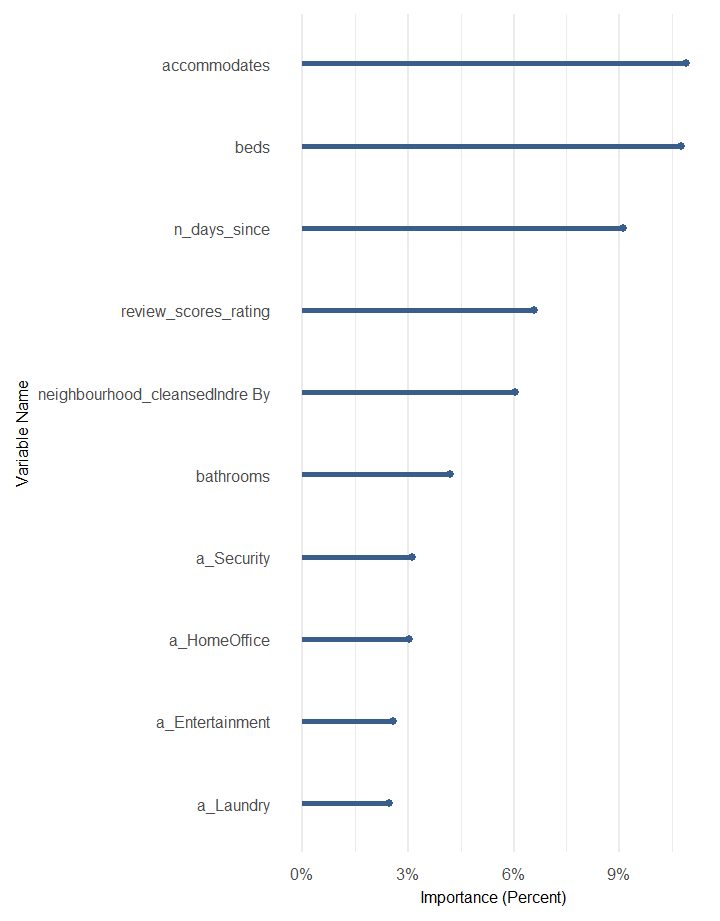 accommodates
beds
n_days_since
review_scores_rating
neighbourhood_cleansedIndre By
bathrooms
a_Security
a_HomeOffice
a_Entertainment
a_Laundry
Variable Name
0% 3% 6% 9%
Importance (Percent)